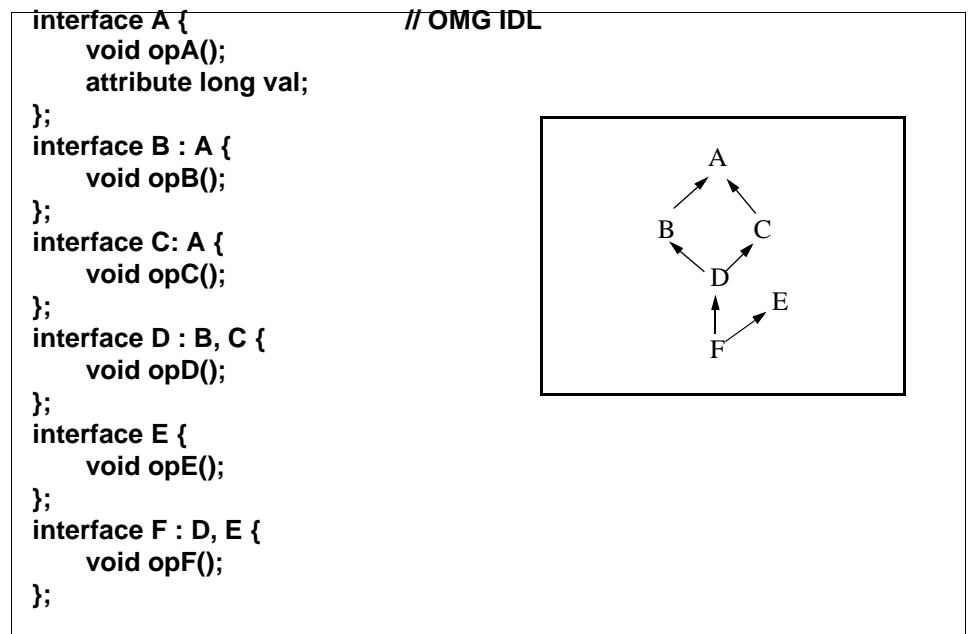 interface A { // OMG IDL
void opA();
attribute long val;
};
interface B : A {
void opB();
};
interface C: A {
void opC();
};
interface D : B, C {
void opD();
};
interface E {
void opE();
};
interface F : D, E {
void opF();
};
A
B C
D
E
F